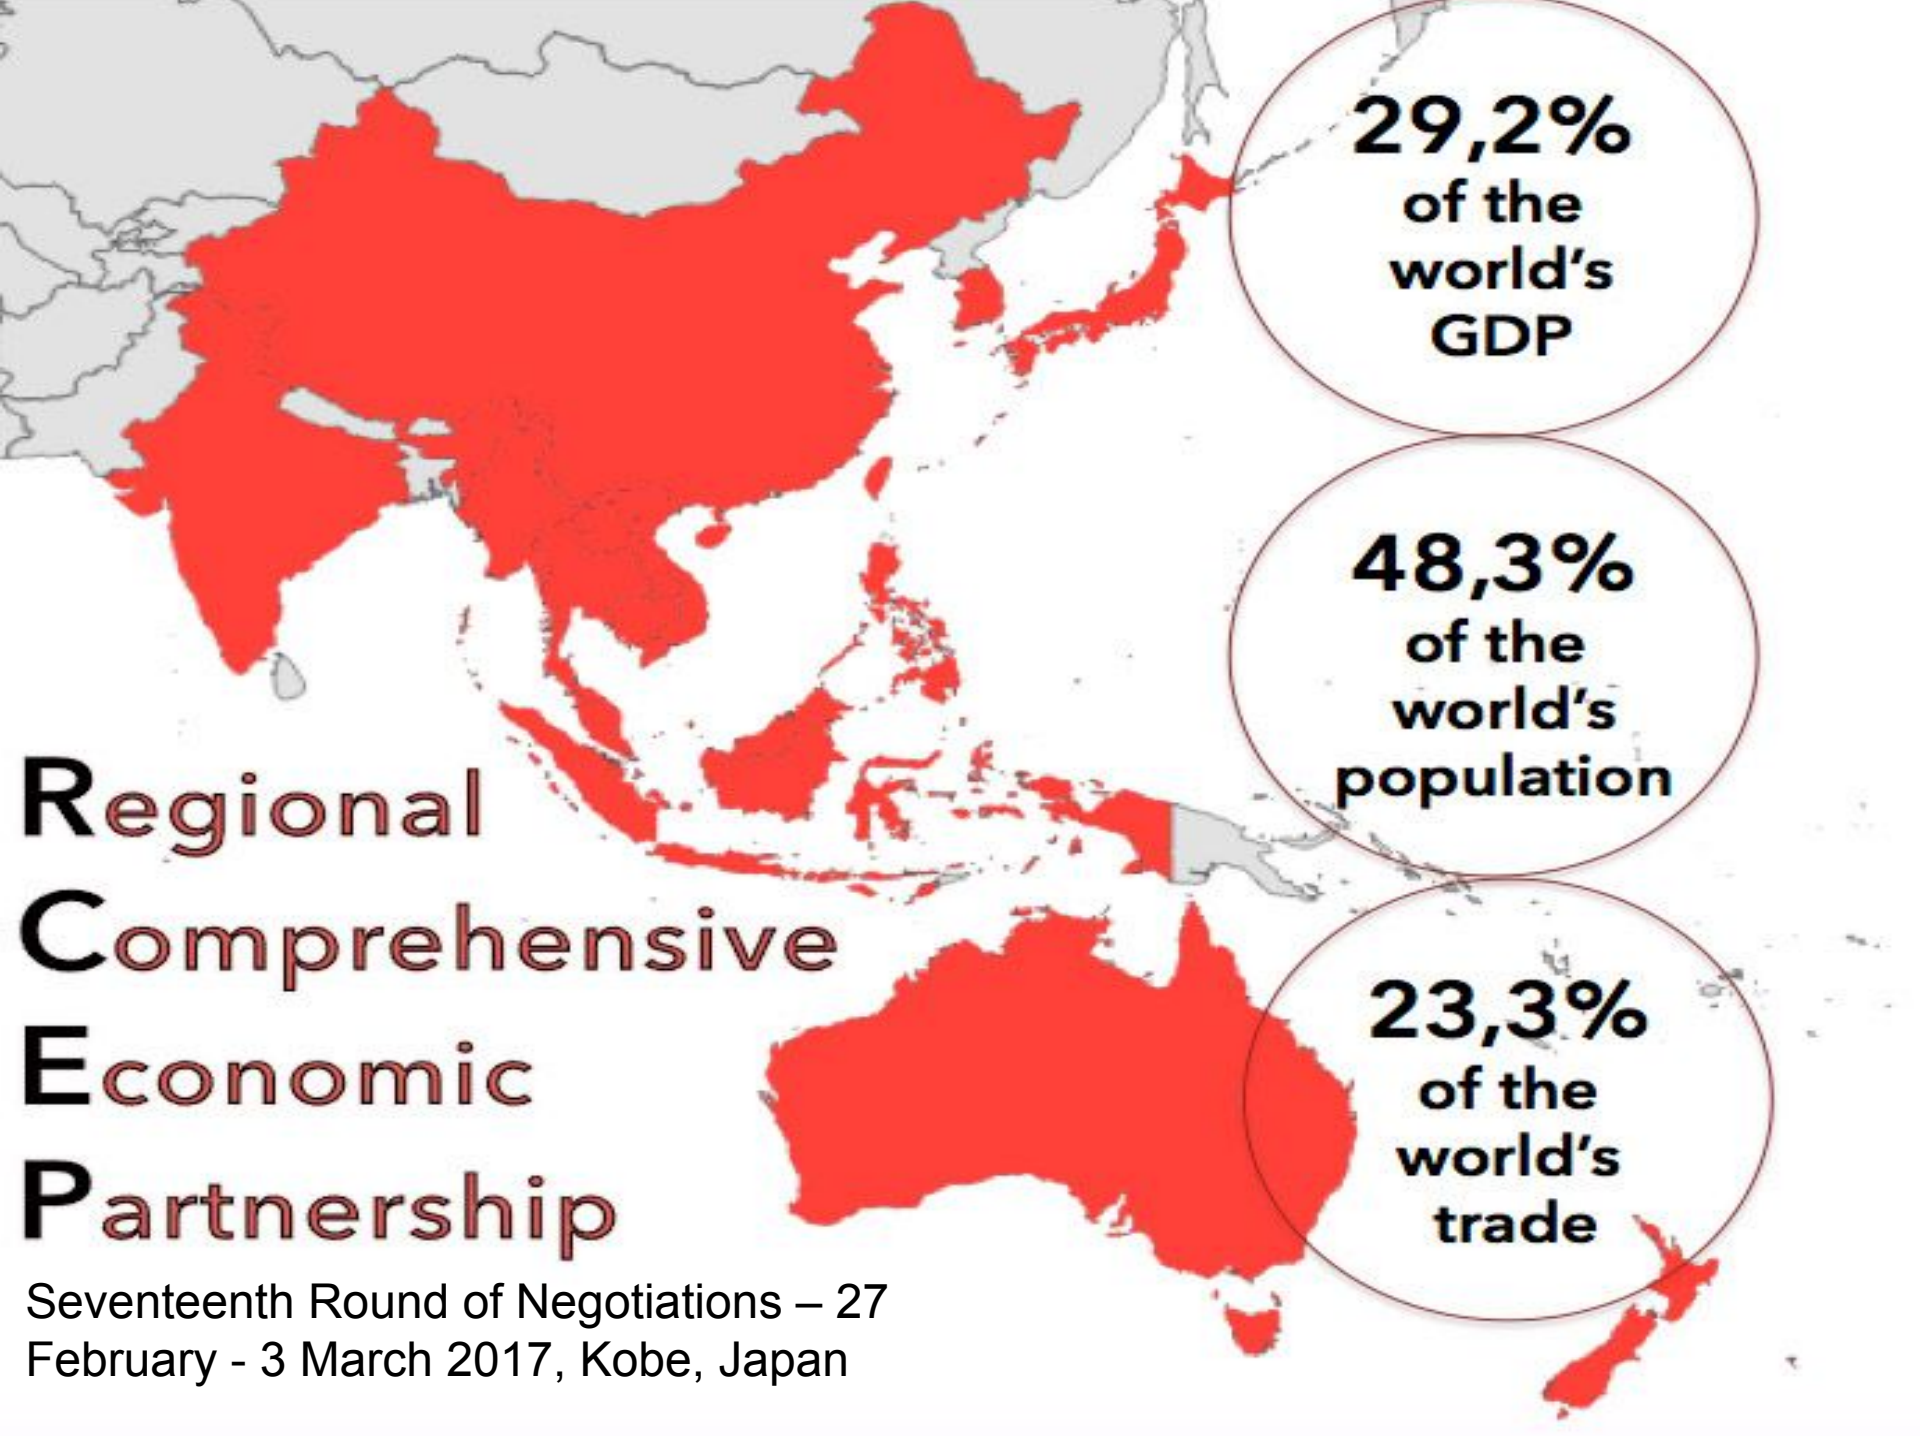 29,2%
of the
world's
GDP
48,3%
of the
world's
population
23,3%
of the
world's
trade
Regional
Comprehensive
Economic
Partnership
Seventeenth Round of Negotiations – 27
February - 3 March 2017, Kobe, Japan